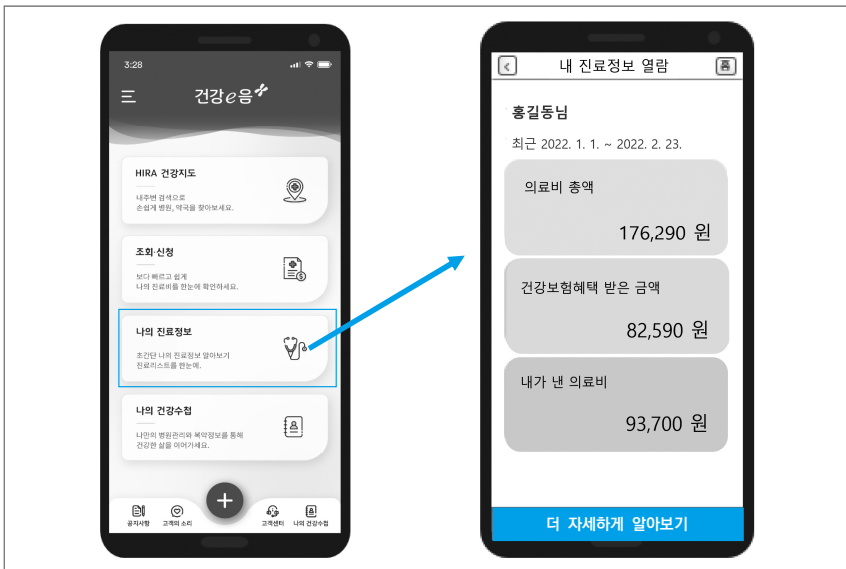 3:28
건강e음
HIRA 건강지도
내주변 검색으로
손쉽게 병원, 약국을 찾아보세요.
조회·신청
보다 빠르고 쉽게
나의 진료비를 한눈에 확인하세요.
나의 진료정보
초간단 나의 진료정보 알아보기
진료리스트를 한눈에.
나의 건강수첩
나만의 병원관리와 복약정보를 통해
건강한 삶을 이어가세요.
공지사항 고객의 소리 고객센터 나의 건강수첩
내 진료정보 열람 홈
홍길동님
최근 2022. 1. 1. ~ 2022. 2. 23.
의료비 총액
176,290 원
건강보험혜택 받은 금액
82,590 원
내가 낸 의료비
93,700 원
더 자세하게 알아보기